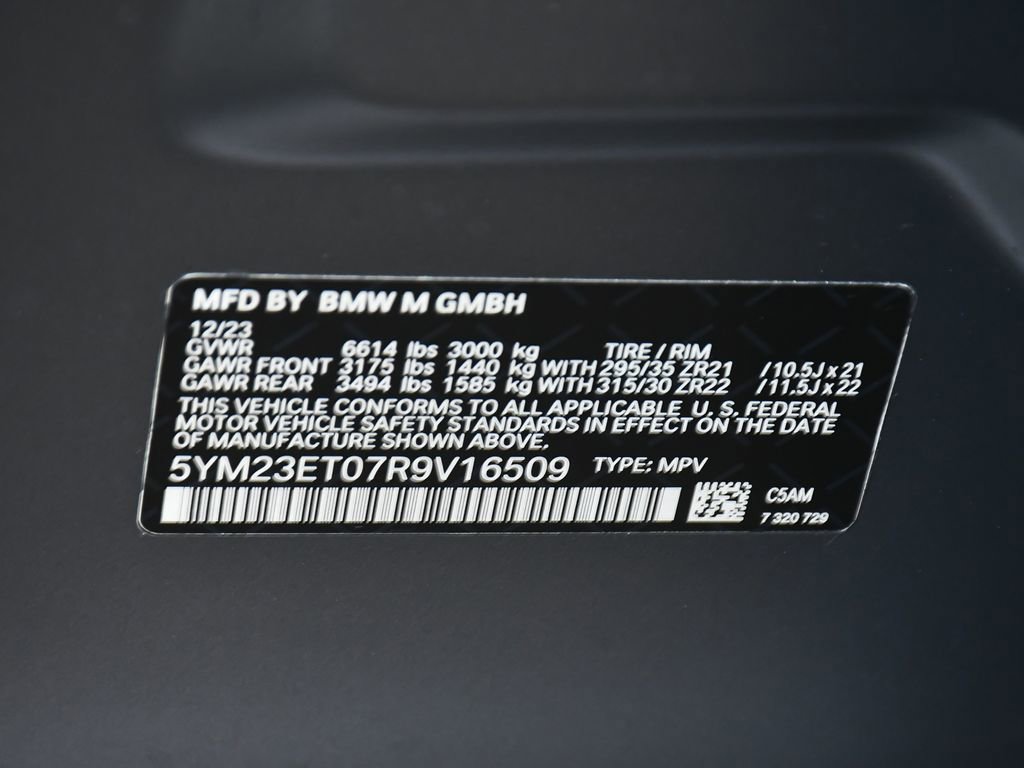 MFD BY BMW M GMBH
12/23
GVWR 6614 lbs 3000 kg TIRE / RIM
GAWR FRONT 3175 lbs 1440 kg WITH 295/35 ZR21 /10.5J x 21
GAWR REAR 3494 lbs 1585 kg WITH 315/30 ZR22 /11.5J x 22
THIS VEHICLE CONFORMS TO ALL APPLICABLE U. S. FEDERAL
MOTOR VEHICLE SAFETY STANDARDS IN EFFECT ON THE DATE
OF MANUFACTURE SHOWN ABOVE.
5YM23ET07R9V16509 TYPE: MPV
C5AM
7 320 729